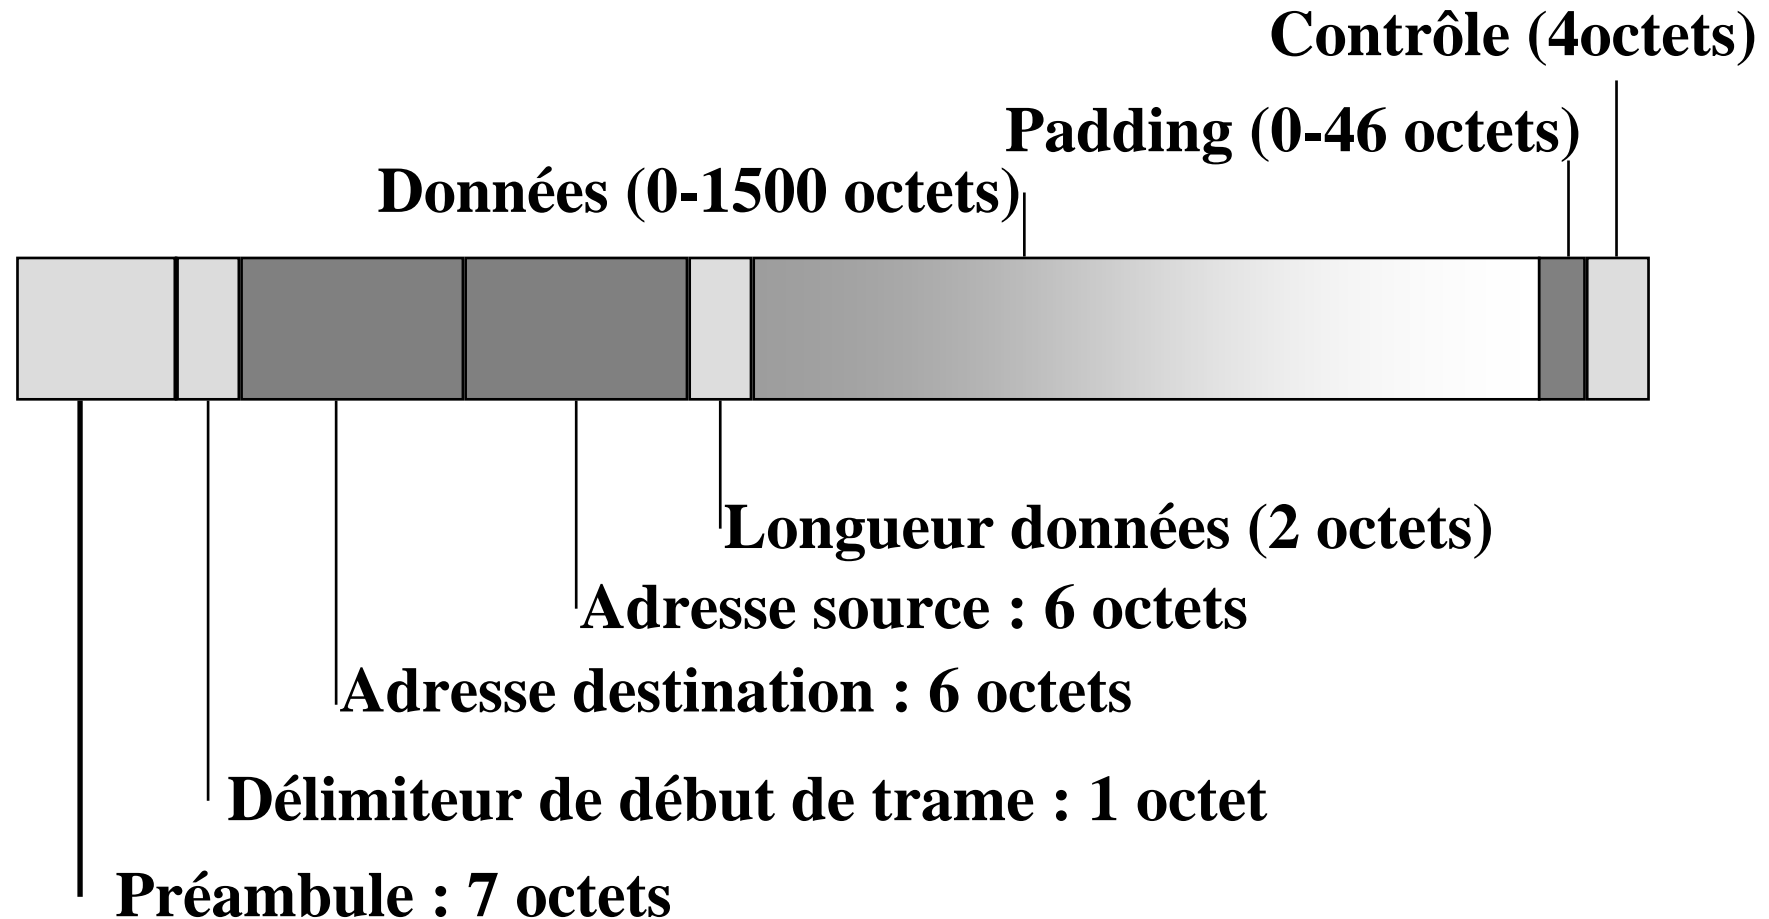 Contrôle (4octets)
Padding (0-46 octets)
Données (0-1500 octets)
Longueur données (2 octets)
Adresse source : 6 octets
Adresse destination : 6 octets
Délimiteur de début de trame : 1 octet
Préambule : 7 octets